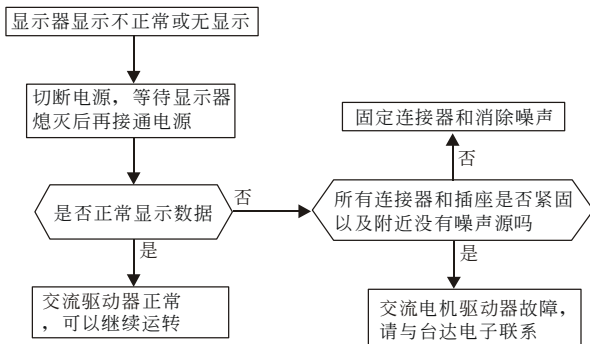 显示器显示不正常或无显示
切断电源，等待显示器
熄灭后再接通电源
固定连接器和消除噪声
否
是否正常显示数据
否
所有连接器和插座是否紧固
以及附近没有噪声源吗
是
是
交流驱动器正常
，可以继续运转
交流电机驱动器故障，
请与台达电子联系